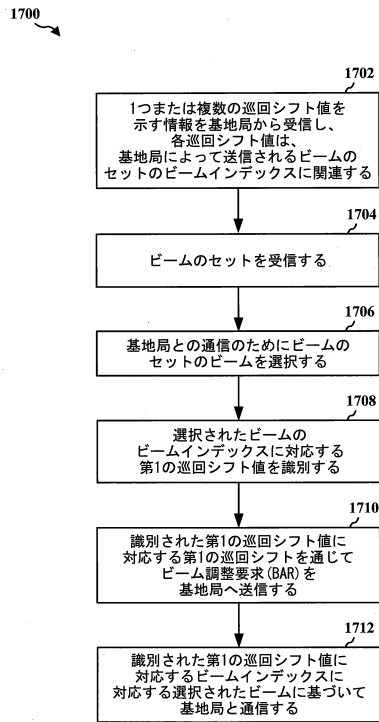 1700
1702
1つまたは複数の巡回シフト値を
示す情報を基地局から受信し、
各巡回シフト値は、
基地局によって送信されるビームの
セットのビームインデックスに関連する
1704
ビームのセットを受信する
1706
基地局との通信のためにビームの
セットのビームを選択する
1708
選択されたビームの
ビームインデックスに対応する
第1の巡回シフト値を識別する
1710
識別された第1の巡回シフト値に
対応する第1の巡回シフトを通じて
ビーム調整要求(BAR)を
基地局へ送信する
1712
識別された第1の巡回シフト値に
対応するビームインデックスに
対応する選択されたビームに基づいて
基地局と通信する